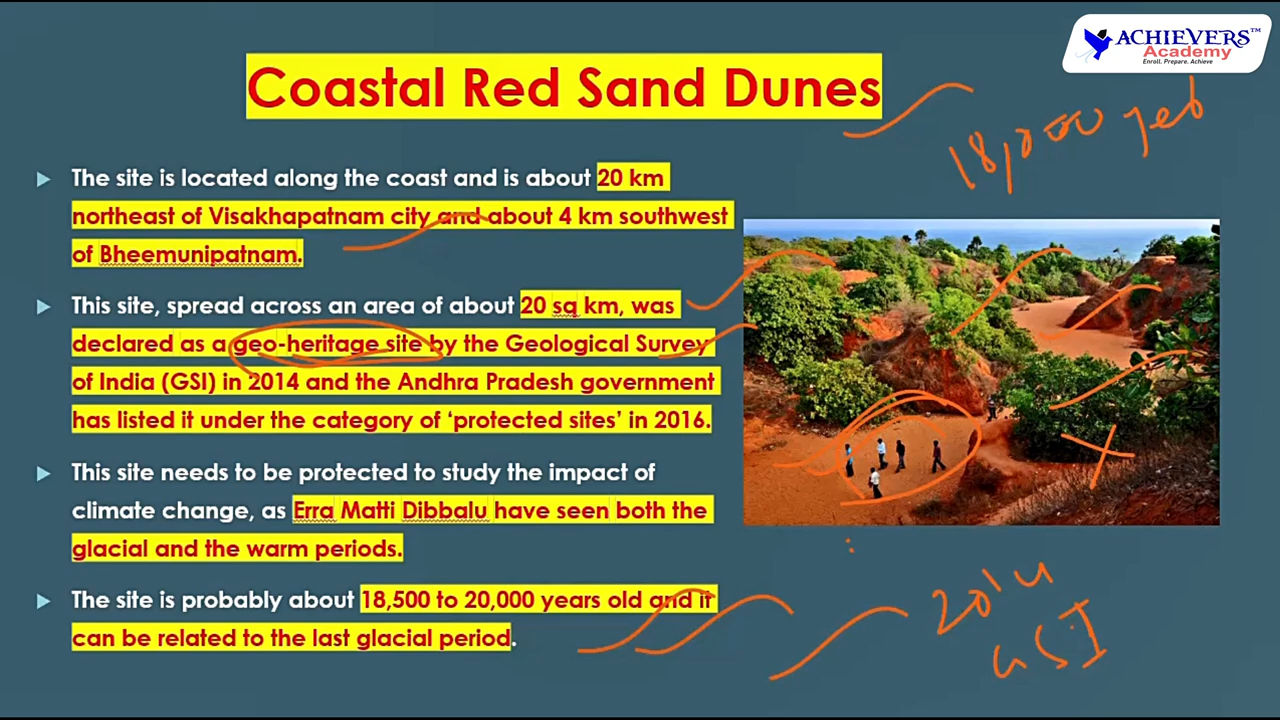 ACHIEVERS™
Academy
Enroll. Prepare. Achieve
Coastal Red Sand Dunes
18,000
The site is located along the coast and is about 20 km
northeast of Visakhapatnam city and about 4 km southwest
of Bheemunipatnam.
This site, spread across an area of about 20 sq km, was
declared as a geo-heritage site by the Geological Survey
of India (GSI) in 2014 and the Andhra Pradesh government
has listed it under the category of ‘protected sites’ in 2016.
This site needs to be protected to study the impact of
climate change, as Erra Matti Dibbalu have seen both the
glacial and the warm periods.
The site is probably about 18,500 to 20,000 years old and it
can be related to the last glacial period.
2014
GSI